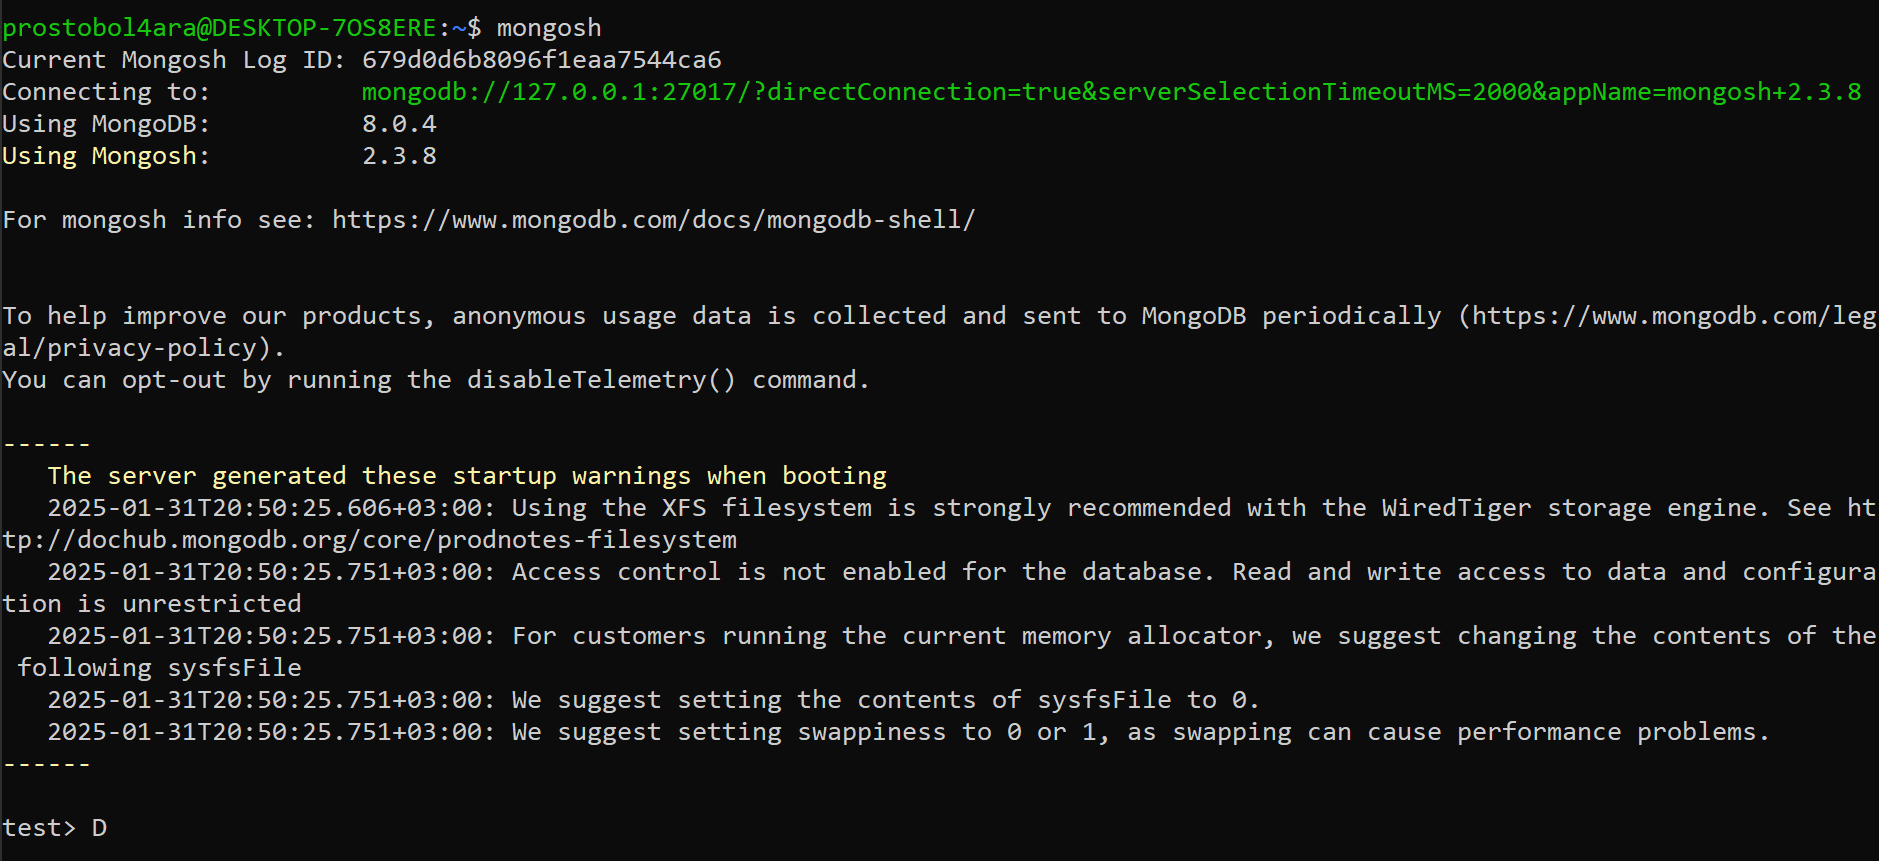 prostobol4ara@DESKTOP-7OS8ERE:~$ mongosh
Current Mongosh Log ID: 679d0d6b8096f1eaa7544ca6
Connecting to:          mongodb://127.0.0.1:27017/?directConnection=true&serverSelectionTimeoutMS=2000&appName=mongosh+2.3.8
Using MongoDB:          8.0.4
Using Mongosh:          2.3.8
For mongosh info see: https://www.mongodb.com/docs/mongodb-shell/
To help improve our products, anonymous usage data is collected and sent to MongoDB periodically (https://www.mongodb.com/leg
al/privacy-policy).
You can opt-out by running the disableTelemetry() command.
------
   The server generated these startup warnings when booting
   2025-01-31T20:50:25.606+03:00: Using the XFS filesystem is strongly recommended with the WiredTiger storage engine. See ht
tp://dochub.mongodb.org/core/prodnotes-filesystem
   2025-01-31T20:50:25.751+03:00: Access control is not enabled for the database. Read and write access to data and configura
tion is unrestricted
   2025-01-31T20:50:25.751+03:00: For customers running the current memory allocator, we suggest changing the contents of the
 following sysfsFile
   2025-01-31T20:50:25.751+03:00: We suggest setting the contents of sysfsFile to 0.
   2025-01-31T20:50:25.751+03:00: We suggest setting swappiness to 0 or 1, as swapping can cause performance problems.
------
test> D